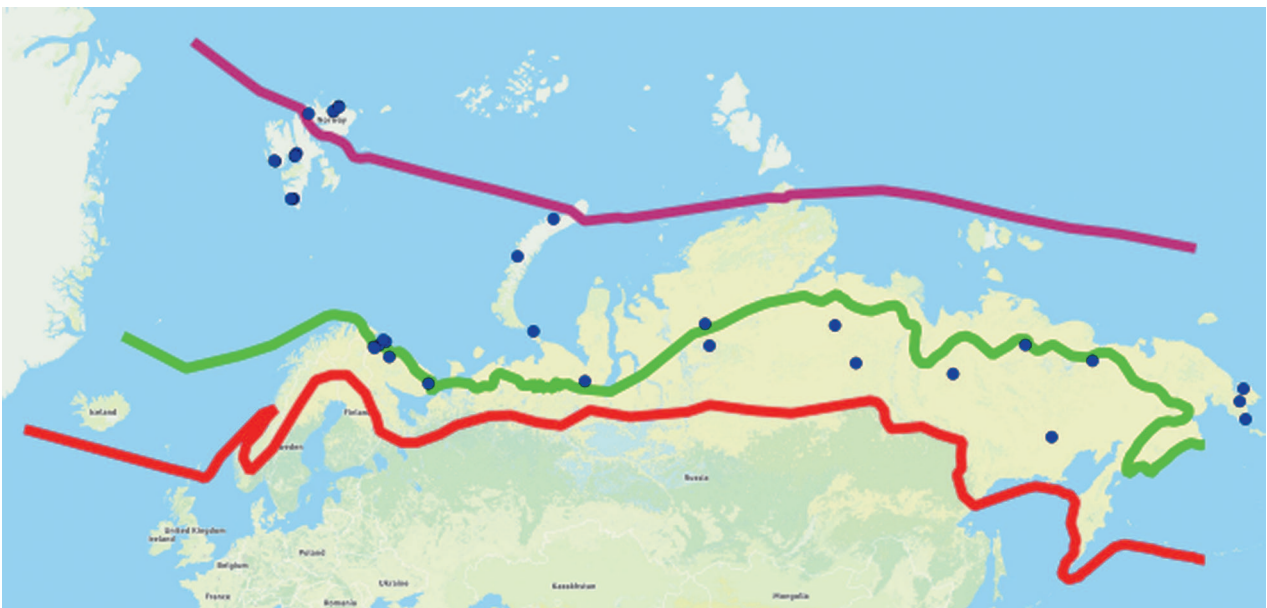 Norway
Iceland
Finland
Sweden
Russia
United Kingdom
Ireland
Poland
Belgium
Ukraine
Kazakhstan
France
Romania
Mongolia